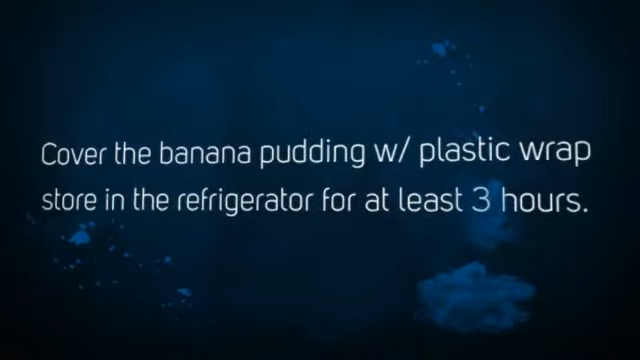 Cover the banana pudding w/ plastic wrap
store in the refrigerator for at least 3 hours.